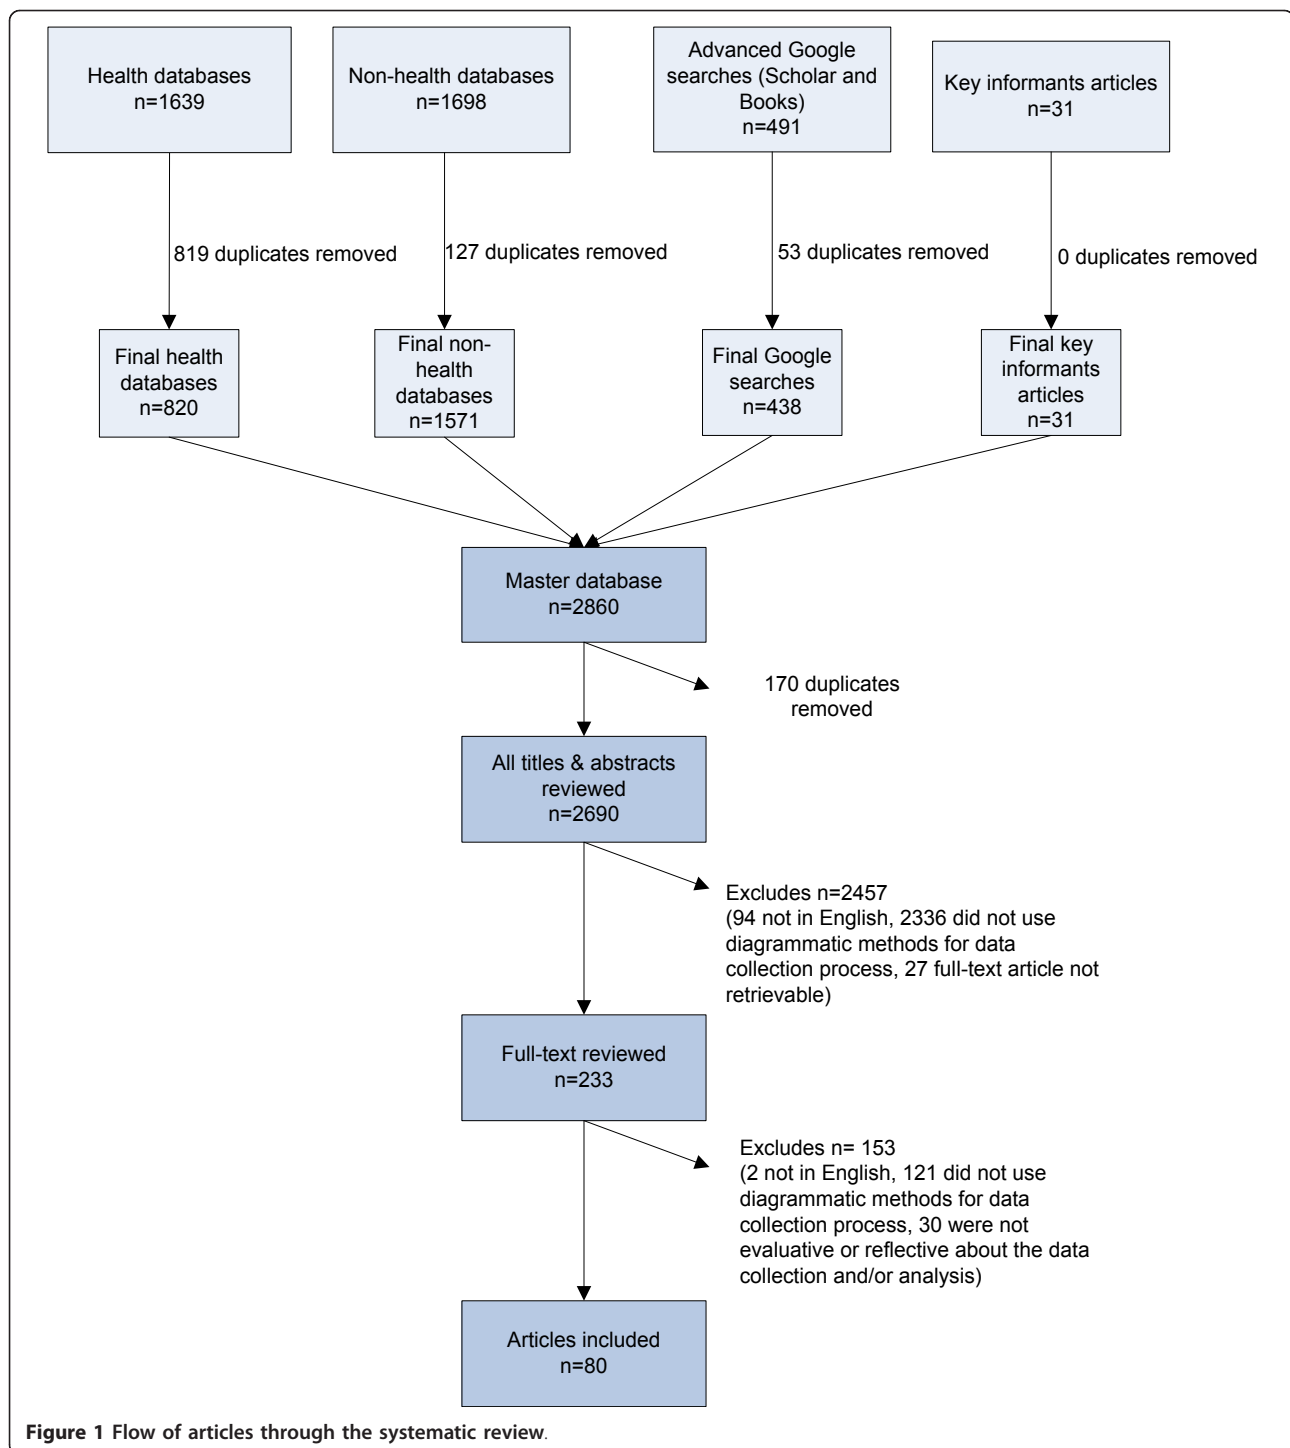 Health databases
n=1639
Non-health databases
n=1698
Advanced Google
searches (Scholar and
Books)
n=491
Key informants articles
n=31
819 duplicates removed
127 duplicates removed
53 duplicates removed
0 duplicates removed
Final health
databases
n=820
Final non-
health
databases
n=1571
Final Google
searches
n=438
Final key
informants
articles
n=31
Master database
n=2860
170 duplicates
removed
All titles & abstracts
reviewed
n=2690
Excludes n=2457
(94 not in English, 2336 did not use
diagrammatic methods for data
collection process, 27 full-text article not
retrievable)
Full-text reviewed
n=233
Excludes n= 153
(2 not in English, 121 did not use
diagrammatic methods for data
collection process, 30 were not
evaluative or reflective about the data
collection and/or analysis)
Articles included
n=80
Figure 1 Flow of articles through the systematic review.